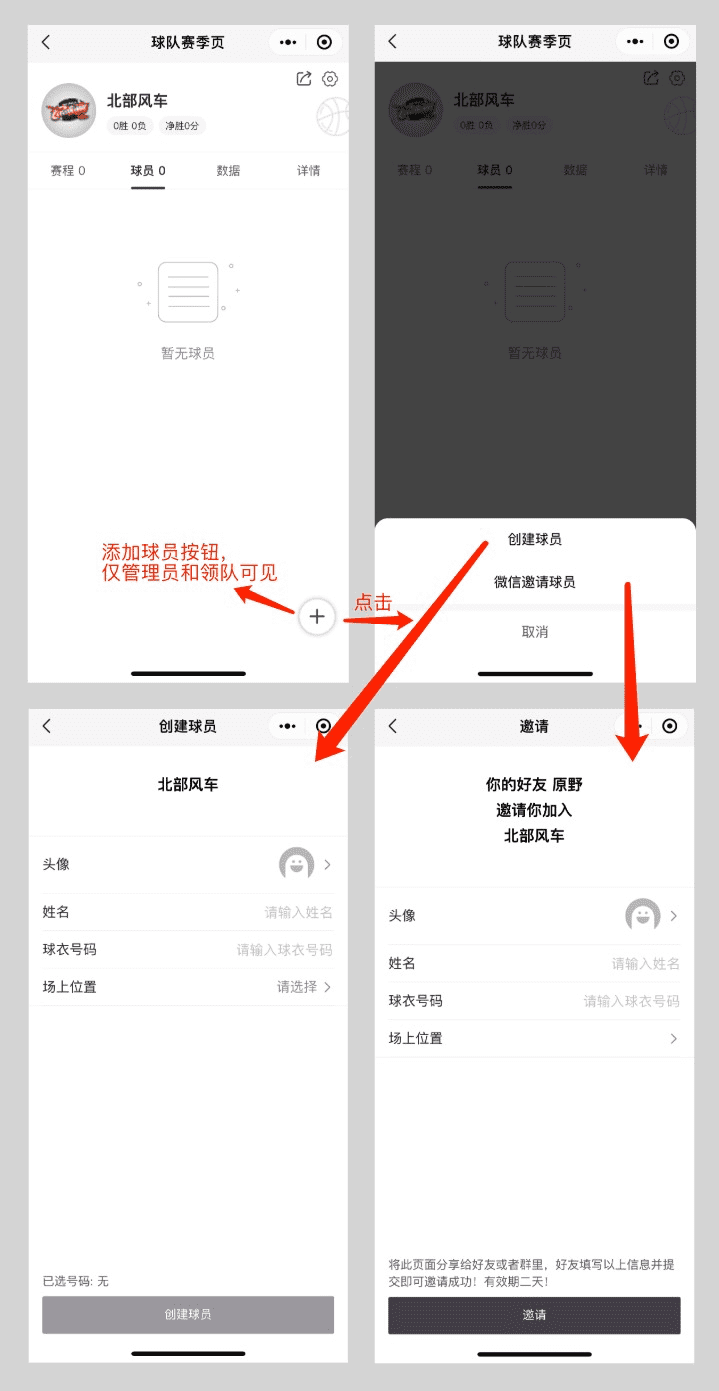 球队赛季页
北部风车
0胜 0负 净胜0分
赛程 0 球员 0 数据 详情
暂无球员
添加球员按钮,
仅管理员和领队可见
点击
球队赛季页
北部风车
0胜 0负 净胜0分
赛程 0 球员 0 数据 详情
暂无球员
创建球员
微信邀请球员
取消
创建球员
北部风车
头像
姓名 请输入姓名
球衣号码 请输入球衣号码
场上位置 请选择
已选号码: 无
创建球员
邀请
你的好友 原野
邀请你加入
北部风车
头像
姓名 请输入姓名
球衣号码 请输入球衣号码
场上位置
将此页面分享给好友或者群里，好友填写以上信息并提
交即可邀请成功！有效期二天！
邀请